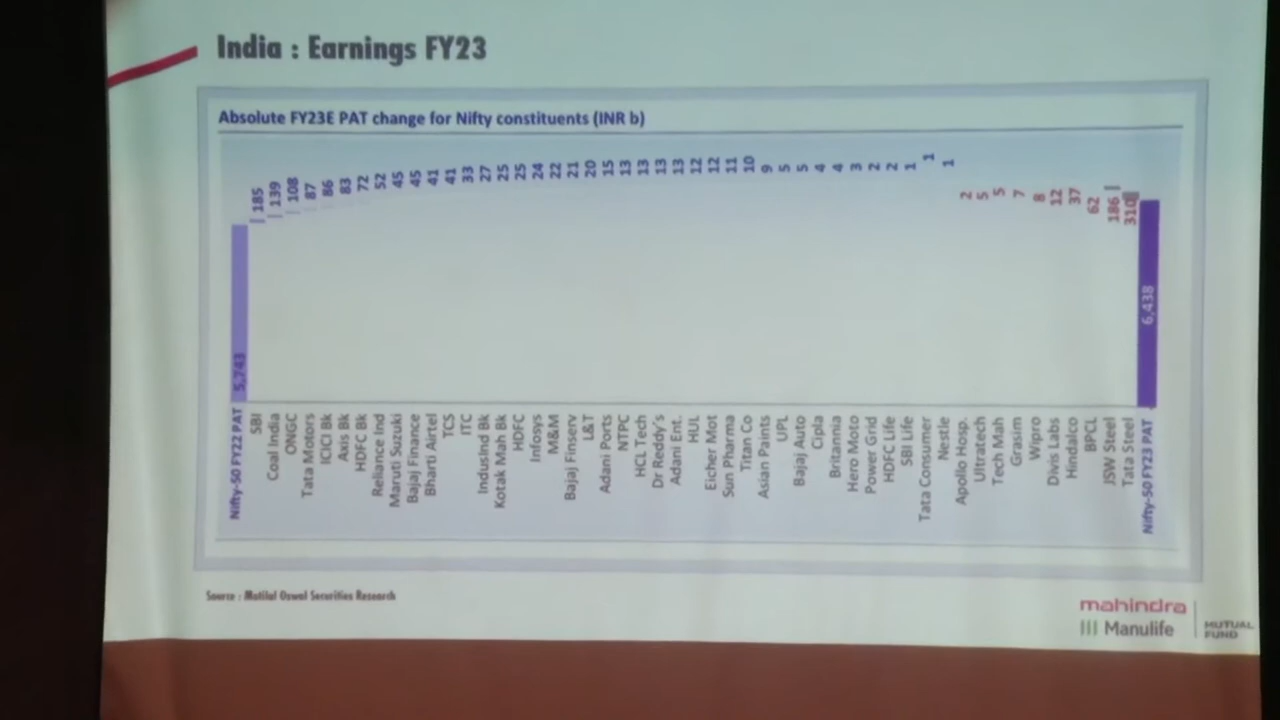 India : Earnings FY23
Absolute FY23E PAT change for Nifty constituents (INR b)
185 139 108 87 86 83 72 52 45 45 41 41 33 27 25 25 24 22 21 20 15 13 13 13 13 12 12 11 10 9 5 5 4 4 3 2 2 1 1 1 2 5 5 7 8 12 37 62 186 310
5,743
6,438
Nifty-50 FY22 PAT
SBI
Coal India
ONGC
Tata Motors
ICICI Bk
Axis Bk
HDFC Bk
Reliance Ind
Maruti Suzuki
Bajaj Finance
Bharti Airtel
TCS
ITC
IndusInd Bk
Kotak Mah Bk
HDFC
Infosys
M&M
Bajaj Finserv
L&T
Adani Ports
NTPC
HCL Tech
Dr Reddy's
Adani Ent.
HUL
Eicher Mot
Sun Pharma
Titan Co
Asian Paints
UPL
Bajaj Auto
Cipla
Britannia
Hero Moto
Power Grid
HDFC Life
SBI Life
Tata Consumer
Nestle
Apollo Hosp.
Ultratech
Tech Mah
Grasim
Wipro
Divis Labs
Hindalco
BPCL
JSW Steel
Tata Steel
Nifty-50 FY23 PAT
Source : Motilal Oswal Securities Research
mahindra
Manulife
MUTUAL
FUND